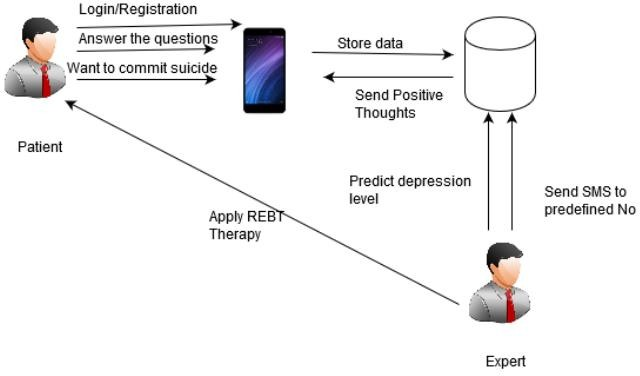 Login/Registration
Answer the questions
Want to commit suicide
Store data
Send Positive
Thoughts
Patient
Predict depression
level
Send SMS to
predefined No
Apply REBT
Therapy
Expert